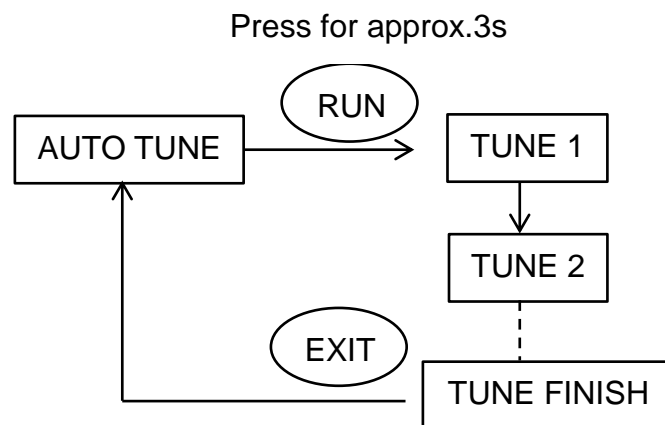 Press for approx.3s
RUN
AUTO TUNE
TUNE 1
TUNE 2
EXIT
TUNE FINISH